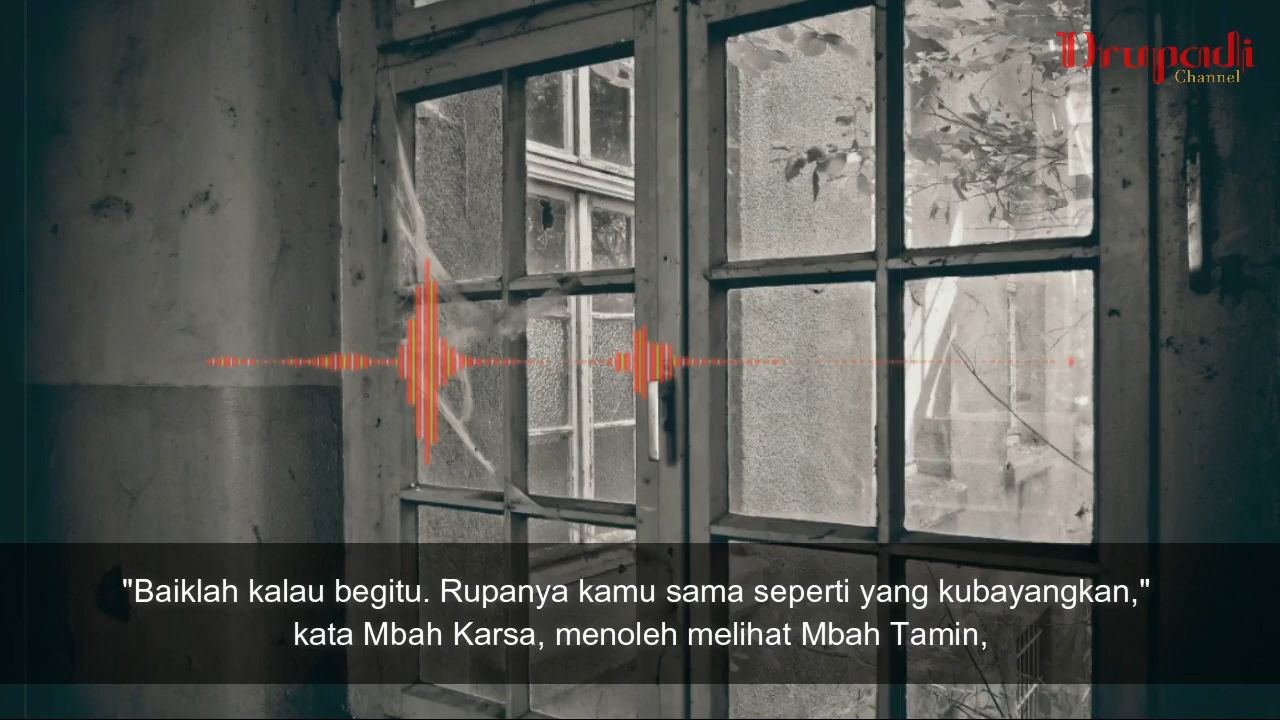 Drupadi
Channel
"Baiklah kalau begitu. Rupanya kamu sama seperti yang kubayangkan,"
kata Mbah Karsa, menoleh melihat Mbah Tamin,